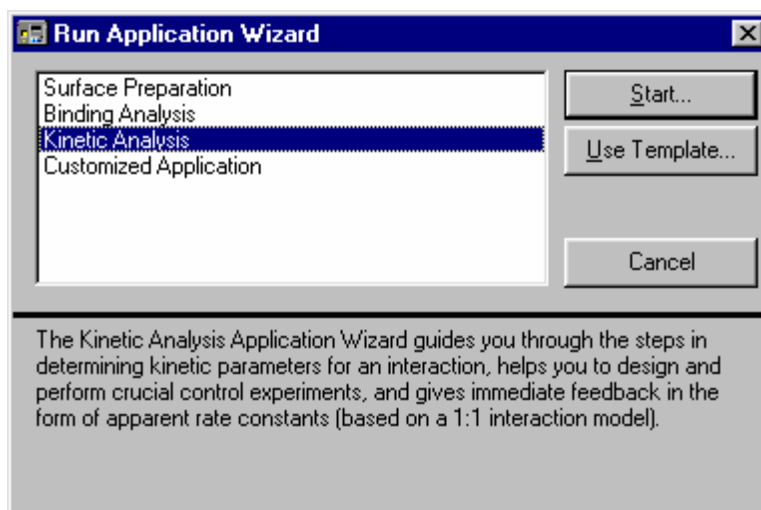 Run Application Wizard
Surface Preparation
Binding Analysis
Kinetic Analysis
Customized Application
Start...
Use Template...
Cancel
The Kinetic Analysis Application Wizard guides you through the steps in
determining kinetic parameters for an interaction, helps you to design and
perform crucial control experiments, and gives immediate feedback in the
form of apparent rate constants (based on a 1:1 interaction model).